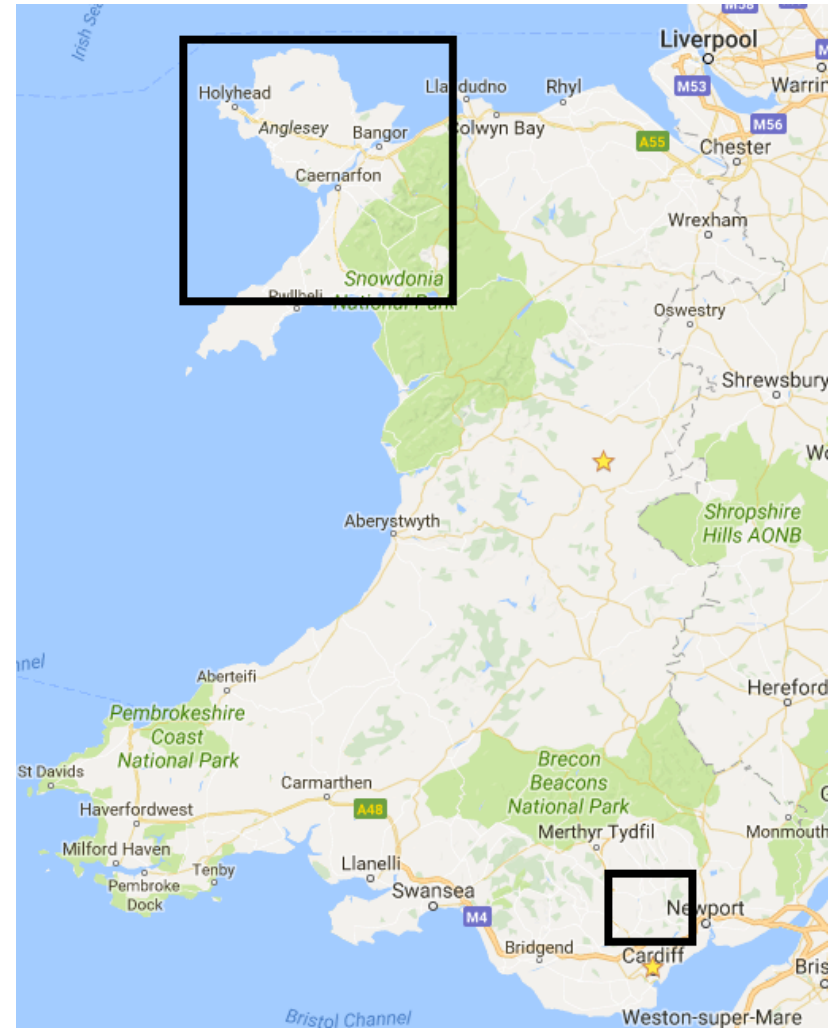 M58
Irish Sea
Liverpool
Holyhead
Llandudno
Rhyl
M53
Warrin
Anglesey
Bangor
Colwyn Bay
M56
A55
Chester
Caernarfon
Wrexham
Snowdonia
National Park
Pwllheli
Oswestry
Shrewsbury
Wo
Aberystwyth
Shropshire
Hills AONB
nnel
Aberteifi
Hereford
Pembrokeshire
Coast
National Park
St Davids
Brecon
Beacons
National Park
Carmarthen
A48
Haverfordwest
Merthyr Tydfil
Monmouth
Milford Haven
Llanelli
Tenby
Pembroke
Dock
Swansea
M4
Newport
Bridgend
Cardiff
Bris
Bristol Channel
Weston-super-Mare